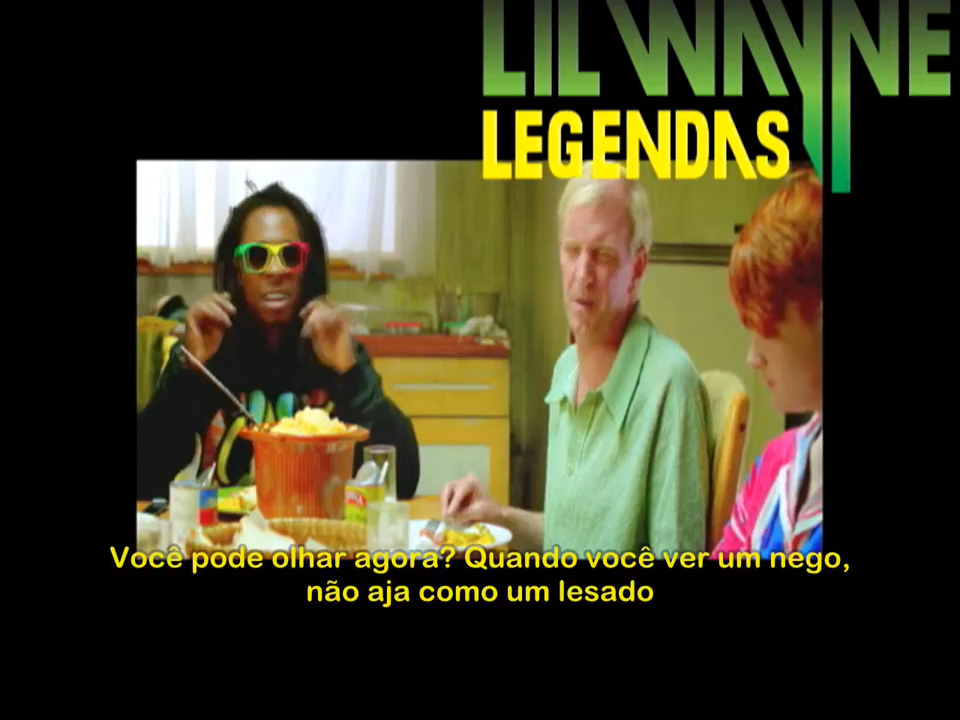 LIL WAYNE
LEGENDAS
Você pode olhar agora? Quando você ver um nego,
não aja como um lesado